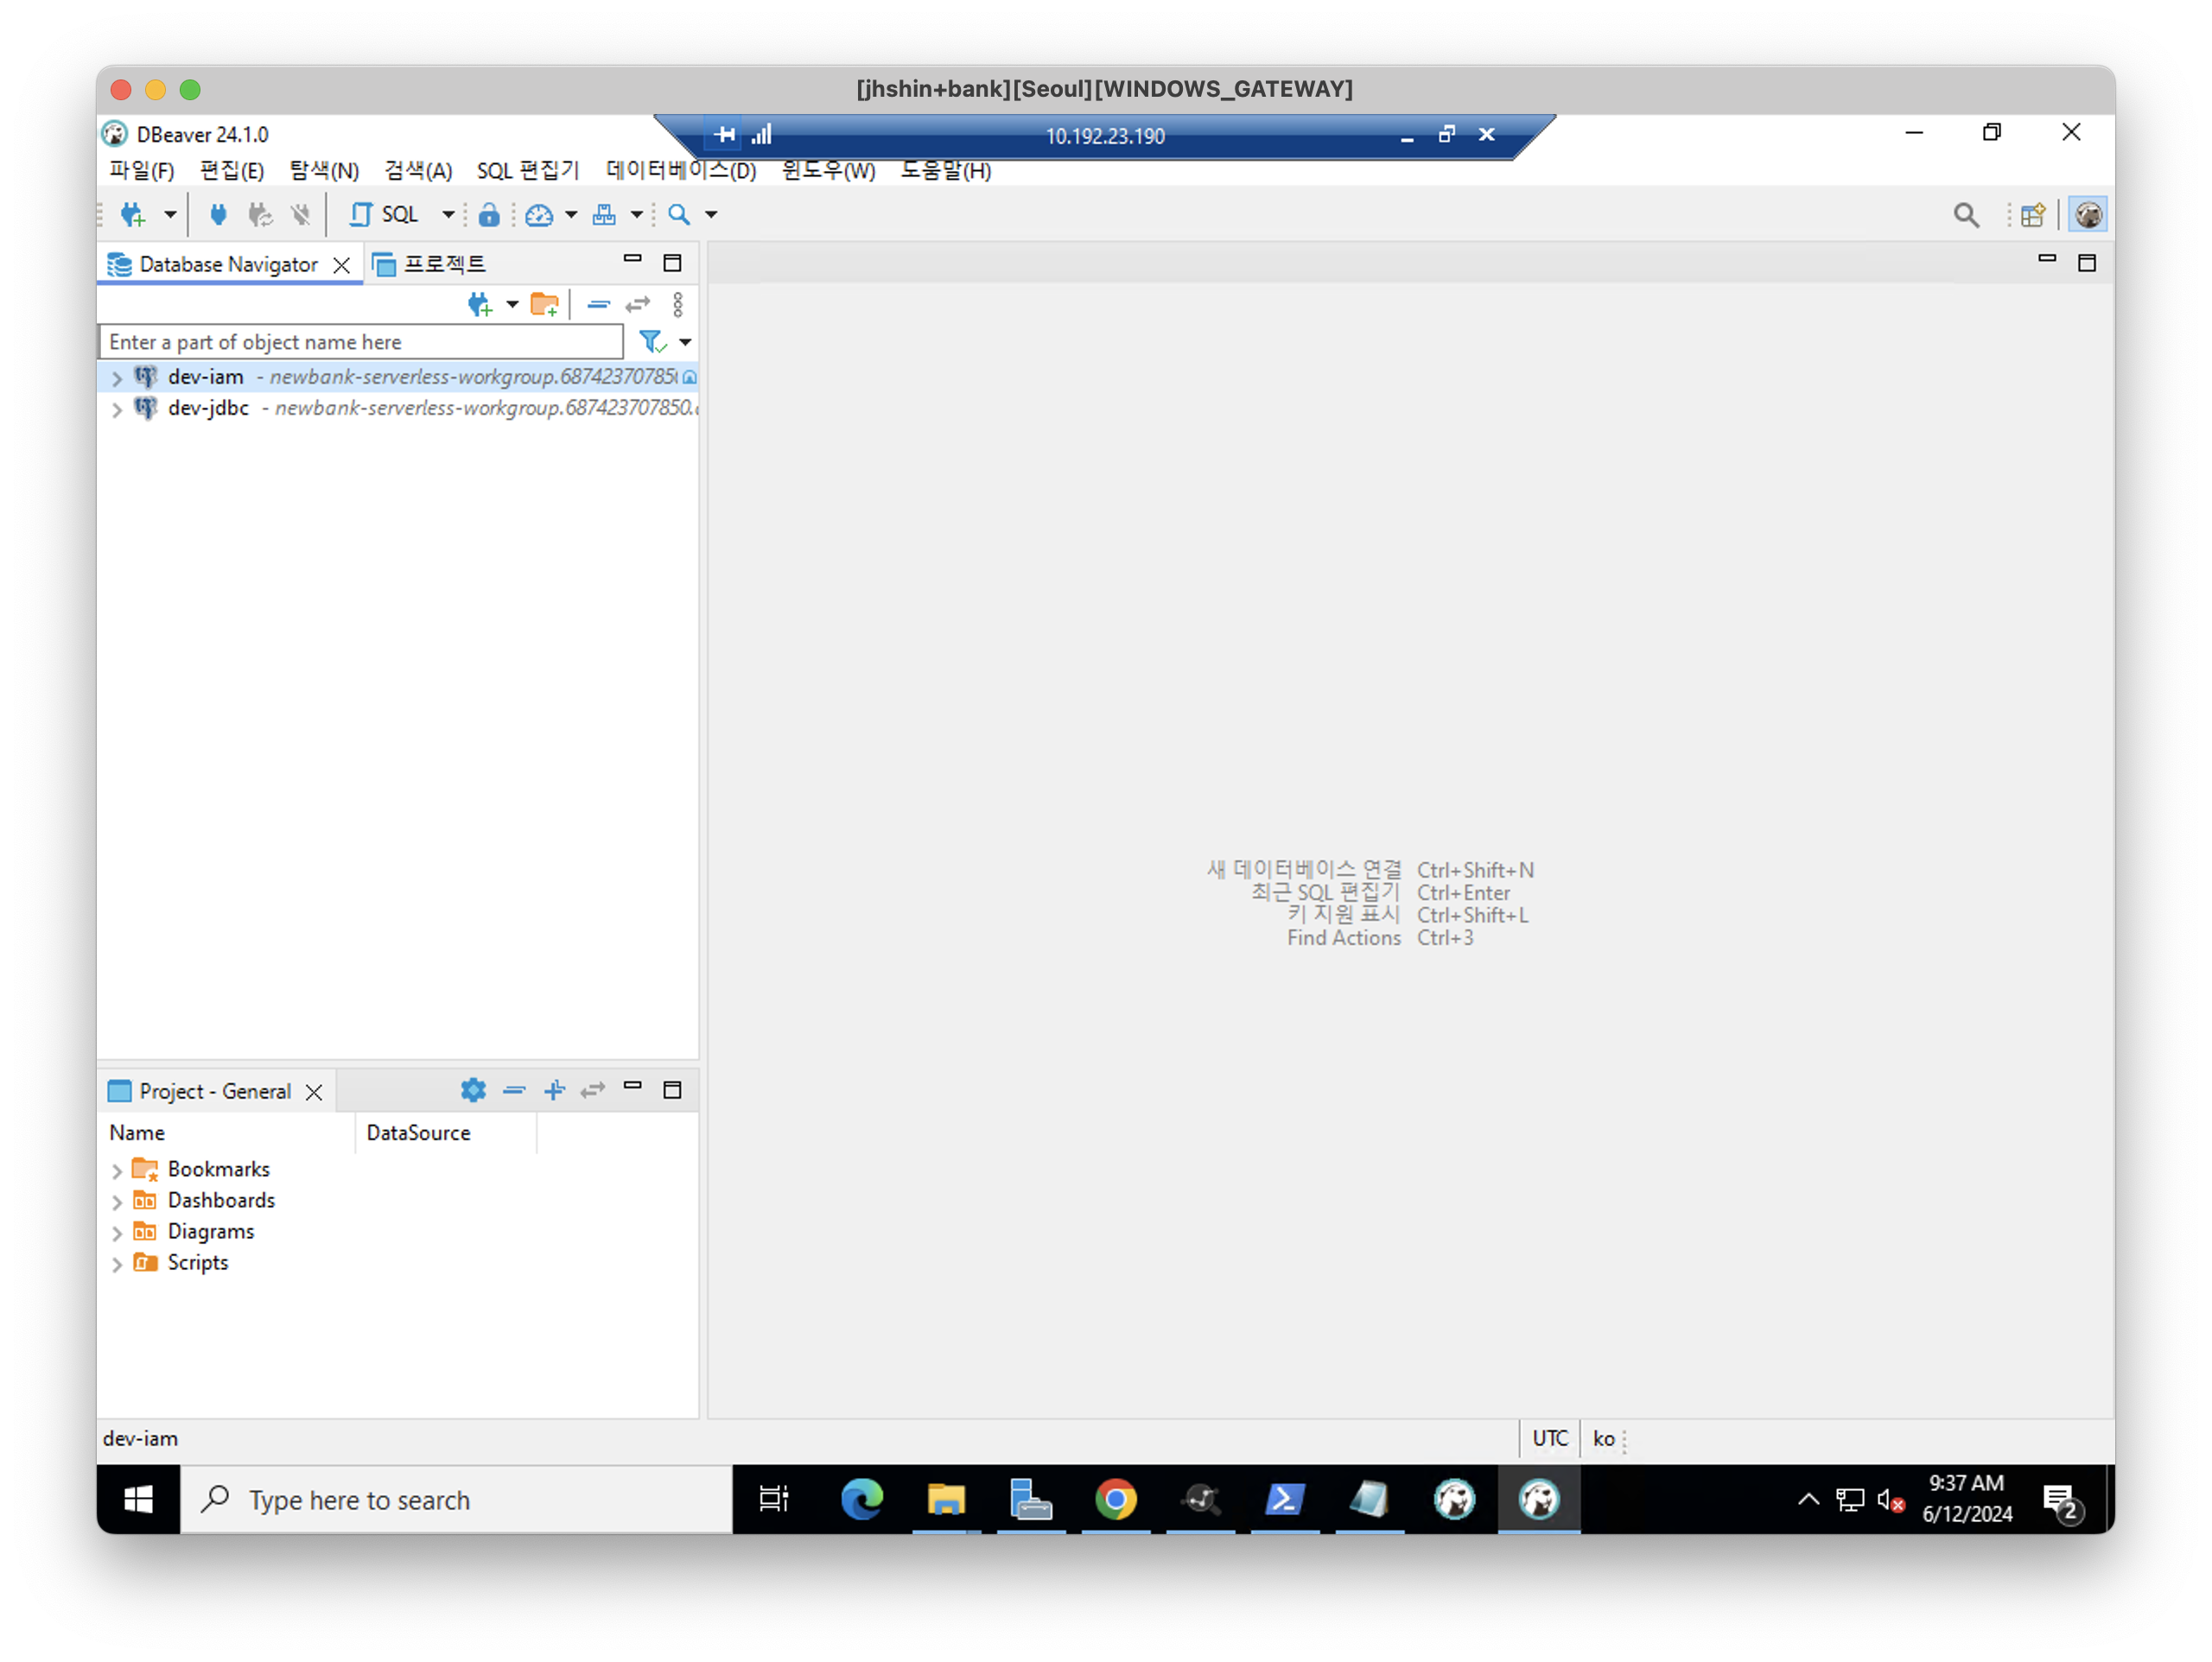 [jhshin+bank][Seoul][WINDOWS_GATEWAY]
DBeaver 24.1.0
10.192.23.190
파일(F) 편집(E) 탐색(N) 검색(A) SQL 편집기 데이터베이스(D) 윈도우(W) 도움말(H)
SQL
Database Navigator 프로젝트
Enter a part of object name here
dev-iam - newbank-serverless-workgroup.687423707850
dev-jdbc - newbank-serverless-workgroup.687423707850.
새 데이터베이스 연결 Ctrl+Shift+N
최근 SQL 편집기 Ctrl+Enter
키 지원 표시 Ctrl+Shift+L
Find Actions Ctrl+3
Project - General
Name DataSource
Bookmarks
Dashboards
Diagrams
Scripts
dev-iam UTC ko
Type here to search
9:37 AM
6/12/2024
2